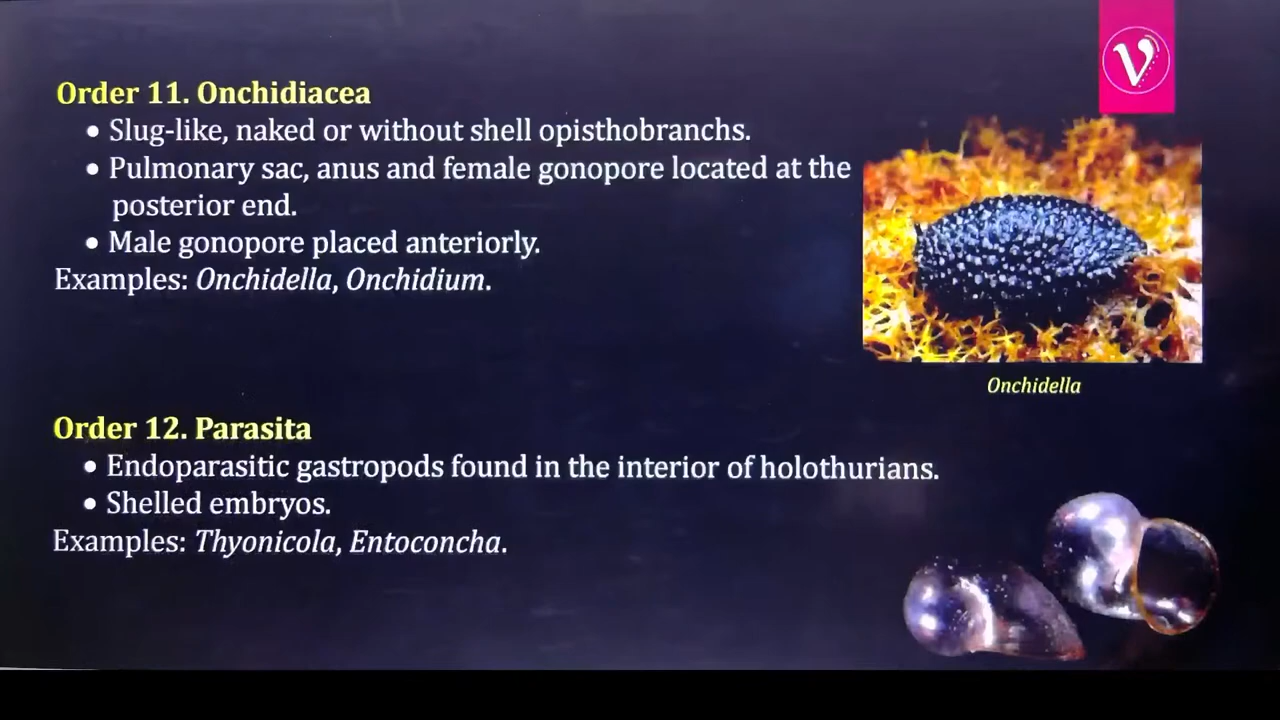 Order 11. Onchidiacea
• Slug-like, naked or without shell opisthobranchs.
• Pulmonary sac, anus and female gonopore located at the
posterior end.
• Male gonopore placed anteriorly.
Examples: Onchidella, Onchidium.
Onchidella
Order 12. Parasita
• Endoparasitic gastropods found in the interior of holothurians.
• Shelled embryos.
Examples: Thyonicola, Entoconcha.
V